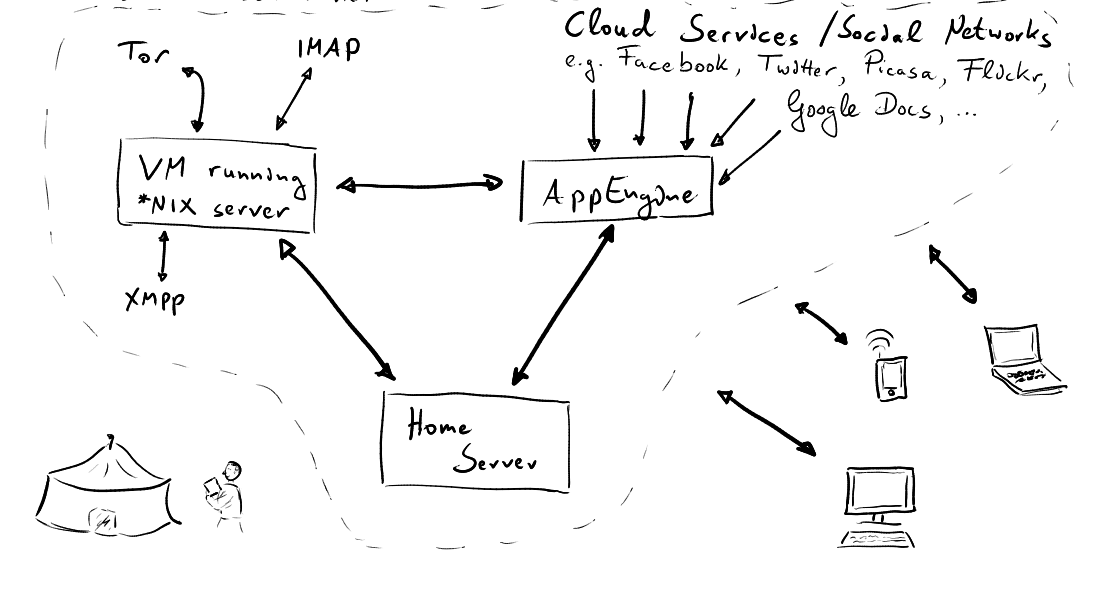 Cloud Services / Social Networks
e.g. Facebook, Twitter, Picasa, Flickr,
Google Docs, ...
Tor
IMAP
VM running
*NIX server
AppEngine
XMPP
Home
Server